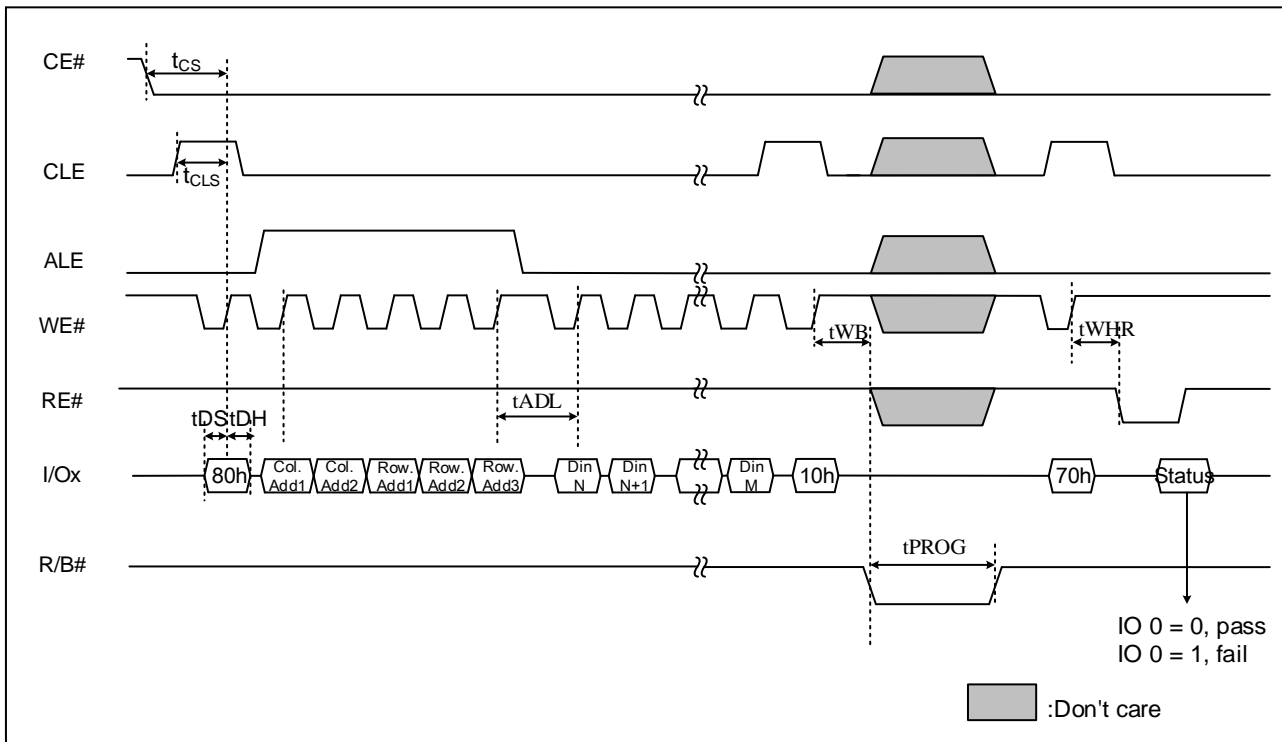 CE#
tCS
CLE
tCLS
ALE
WE#
tWB
tWHR
RE#
tDS
tDH
tADL
I/Ox
80h
Col. Add1
Col. Add2
Row. Add1
Row. Add2
Row. Add3
Din N
Din N+1
Din M
10h
70h
Status
R/B#
tPROG
IO 0 = 0, pass
IO 0 = 1, fail
:Don't care